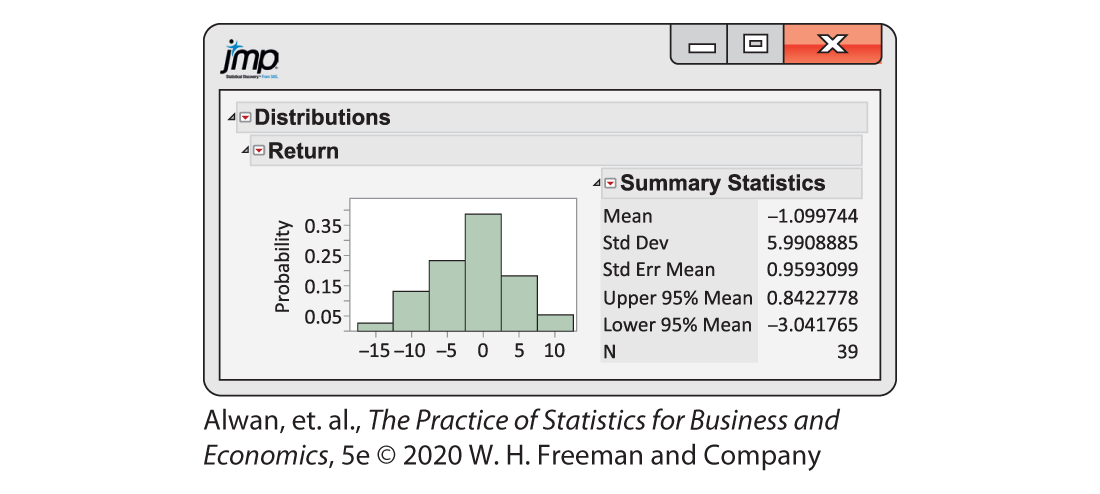 jmp
Statistical Discovery™ From SAS.
Distributions
Return
Summary Statistics
Probability
0.35
0.25
0.15
0.05
−15 −10 −5 0 5 10
Mean −1.099744
Std Dev 5.9908885
Std Err Mean 0.9593099
Upper 95% Mean 0.8422778
Lower 95% Mean −3.041765
N 39
Alwan, et. al., The Practice of Statistics for Business and
Economics, 5e © 2020 W. H. Freeman and Company